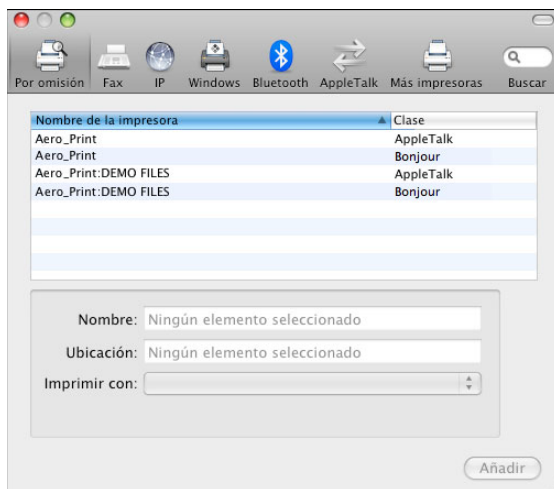 Por omisión Fax IP Windows Bluetooth AppleTalk Más impresoras Buscar
Nombre de la impresora Clase
Aero_Print AppleTalk
Aero_Print Bonjour
Aero_Print:DEMO FILES AppleTalk
Aero_Print:DEMO FILES Bonjour
Nombre: Ningún elemento seleccionado
Ubicación: Ningún elemento seleccionado
Imprimir con:
Añadir